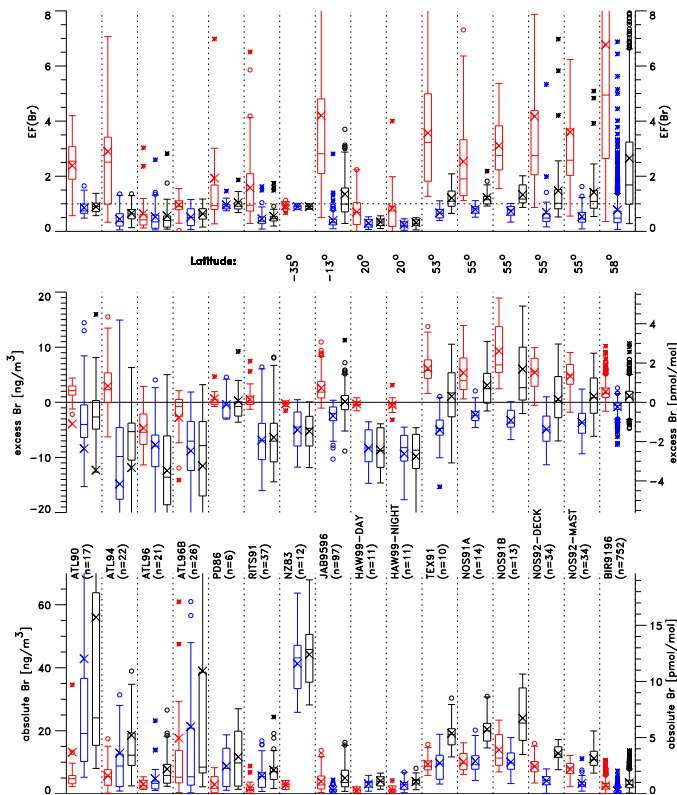 8 8
6 6
EF(Br) EF(Br)
4 4
2 2
0 0
Latitude: -35° -13° 20° 20° 53° 55° 55° 55° 55° 58°
20
10
0
-10
-20
excess Br [ng/m³]
4
2
0
-2
-4
excess Br [pmol/mol]
ATL90 (n=17)
ATL94 (n=22)
ATL96 (n=21)
ATL96B (n=26)
PD86 (n=6)
RITS91 (n=37)
NZ83 (n=12)
JAB9596 (n=97)
HAW99-DAY (n=11)
HAW99-NIGHT (n=11)
TEX91 (n=10)
NOS91A (n=14)
NOS91B (n=13)
NOS92-DECK (n=34)
NOS92-MAST (n=34)
BIR9196 (n=752)
60
40
20
0
absolute Br [ng/m³]
15
10
5
0
absolute Br [pmol/mol]